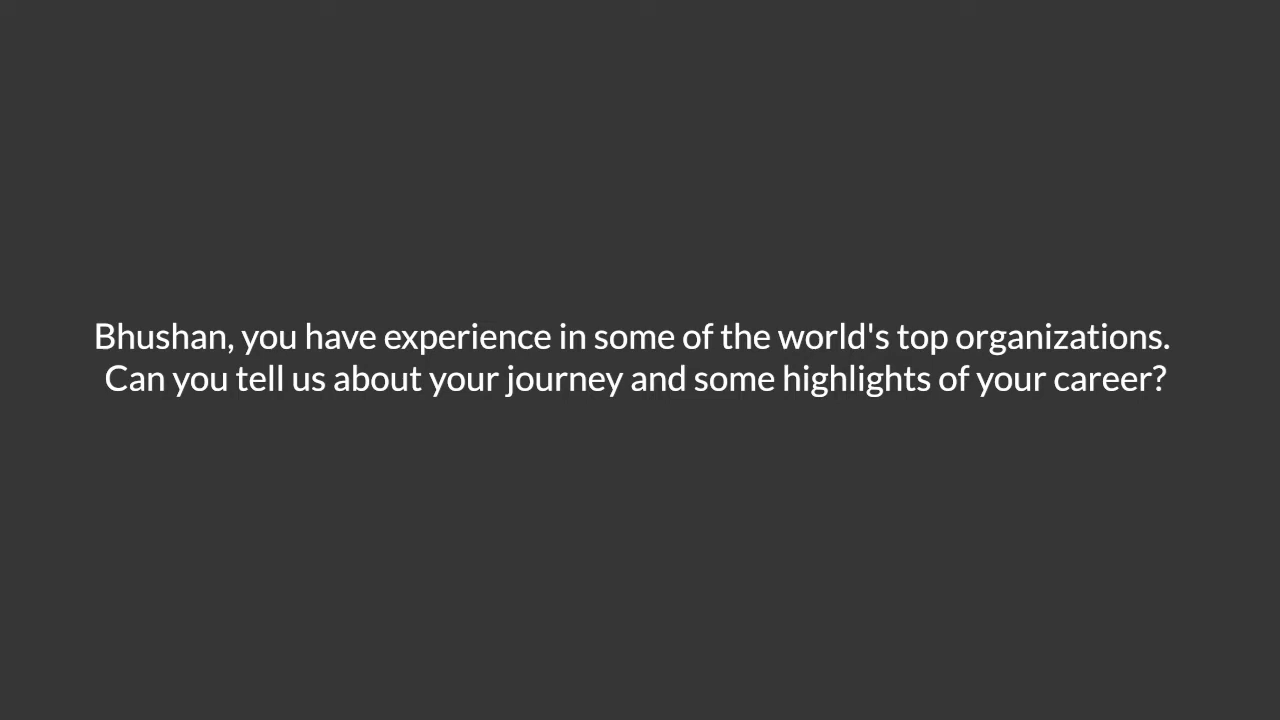 Bhushan, you have experience in some of the world's top organizations.
Can you tell us about your journey and some highlights of your career?